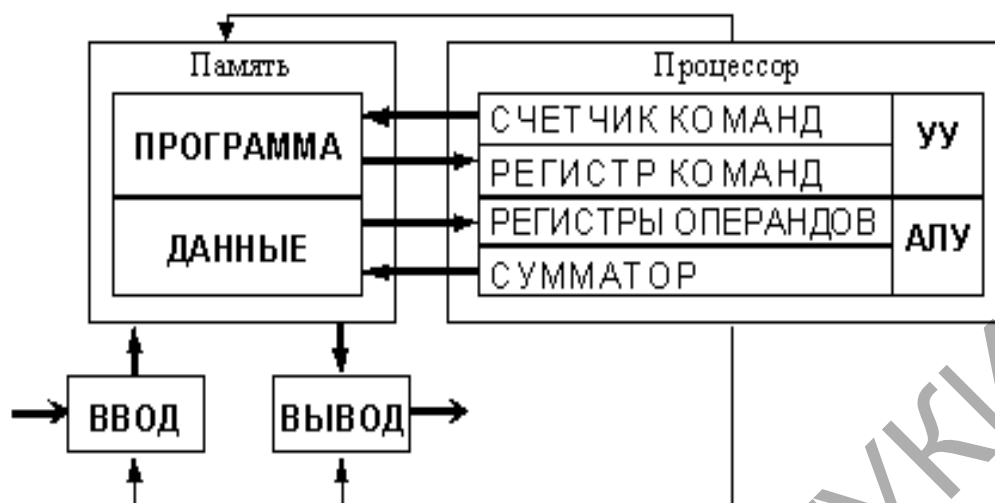 Память
Процессор
ПРОГРАММА
ДАННЫЕ
СЧЕТЧИК КОМАНД
РЕГИСТР КОМАНД
УУ
РЕГИСТРЫ ОПЕРАНДОВ
СУММАТОР
АЛУ
ВВОД
ВЫВОД